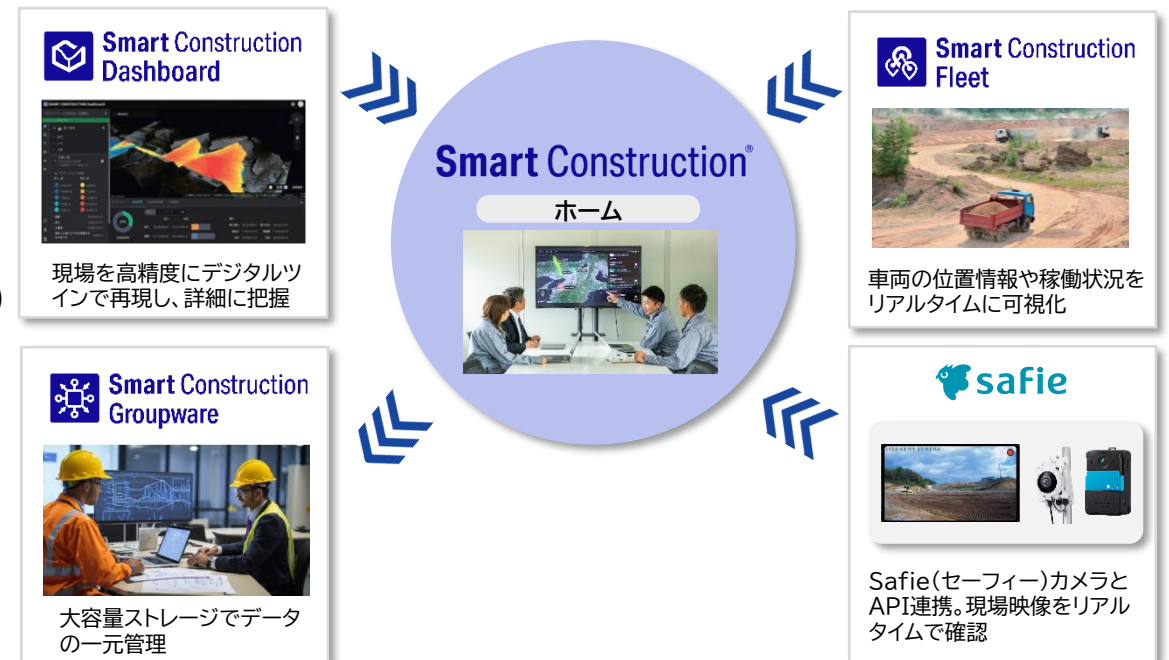 Smart Construction
Dashboard
現場を高精度にデジタルツ
インで再現し、詳細に把握
Smart Construction®
ホーム
Smart Construction
Fleet
車両の位置情報や稼働状況を
リアルタイムに可視化
)
Smart Construction
Groupware
大容量ストレージでデータ
の一元管理
safie
Safie(セーフィー)カメラと
API連携。現場映像をリアル
タイムで確認